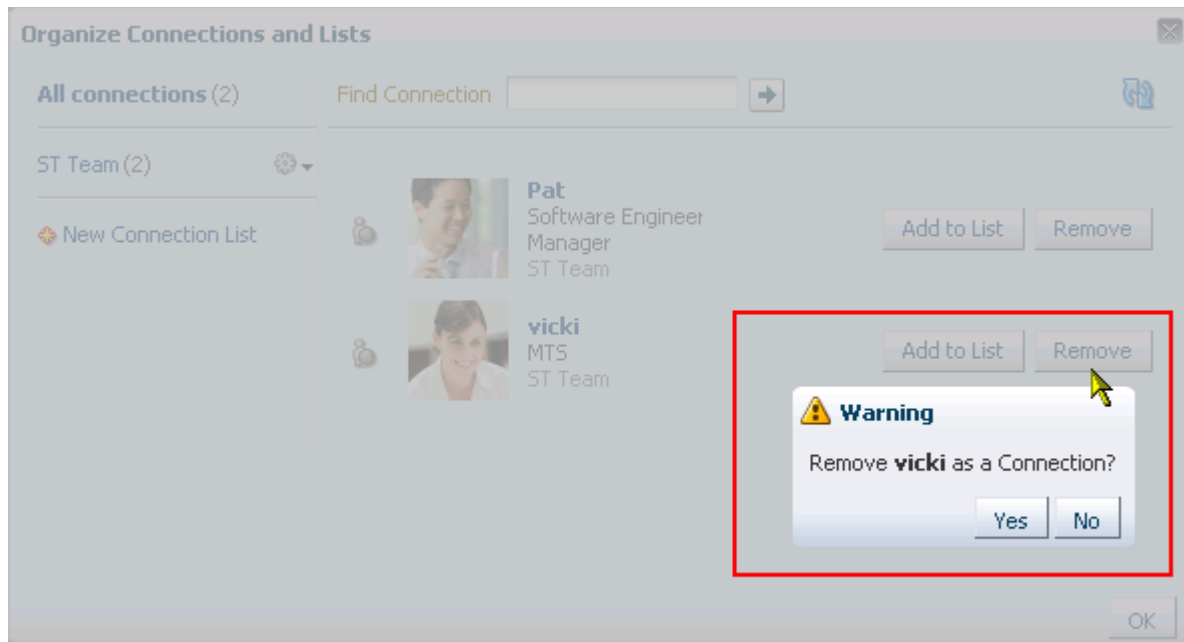 Organize Connections and Lists
All connections (2)
Find Connection
ST Team (2)
New Connection List
Pat
Software Engineer
Manager
ST Team
Add to List
Remove
vicki
MTS
ST Team
Add to List
Remove
Warning
Remove vicki as a Connection?
Yes
No
OK